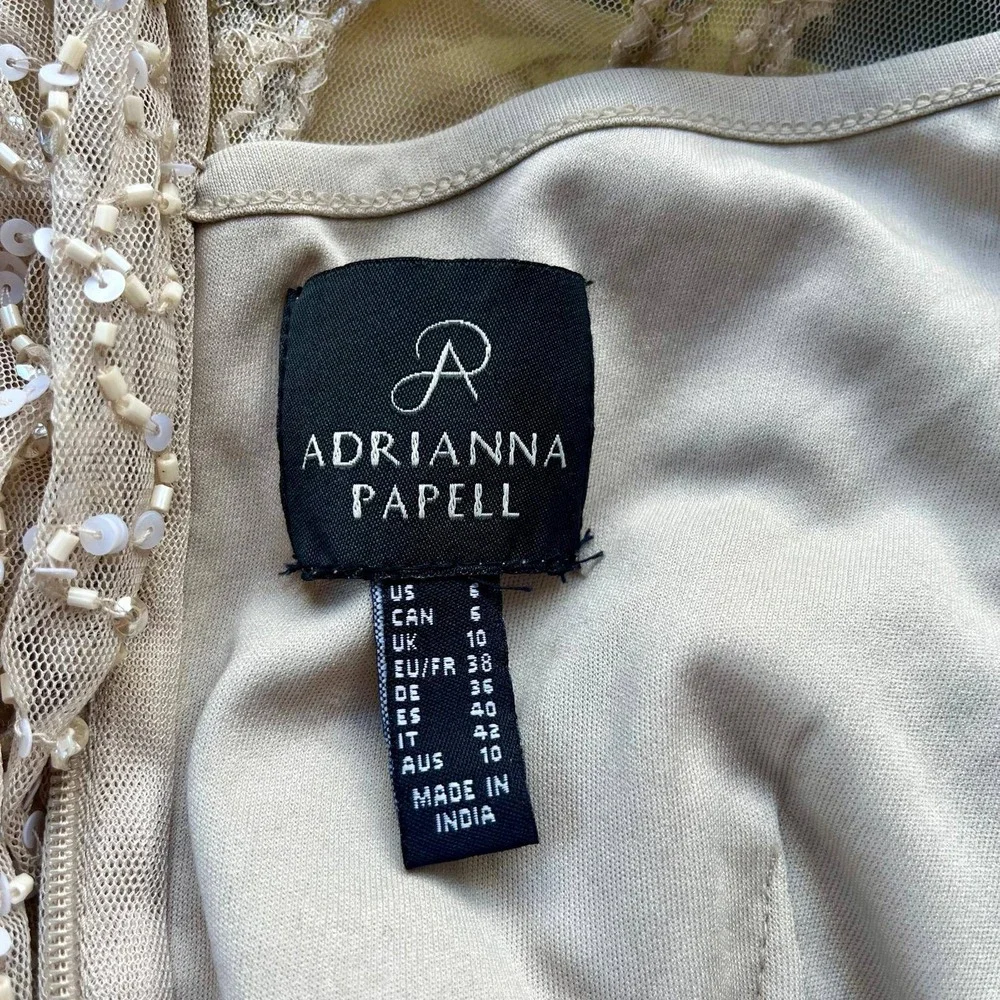 ADRIANNA
PAPELL
US 6
CAN 6
UK 10
EU/FR 38
DE 36
ES 40
IT 42
AUS 10
MADE IN
INDIA